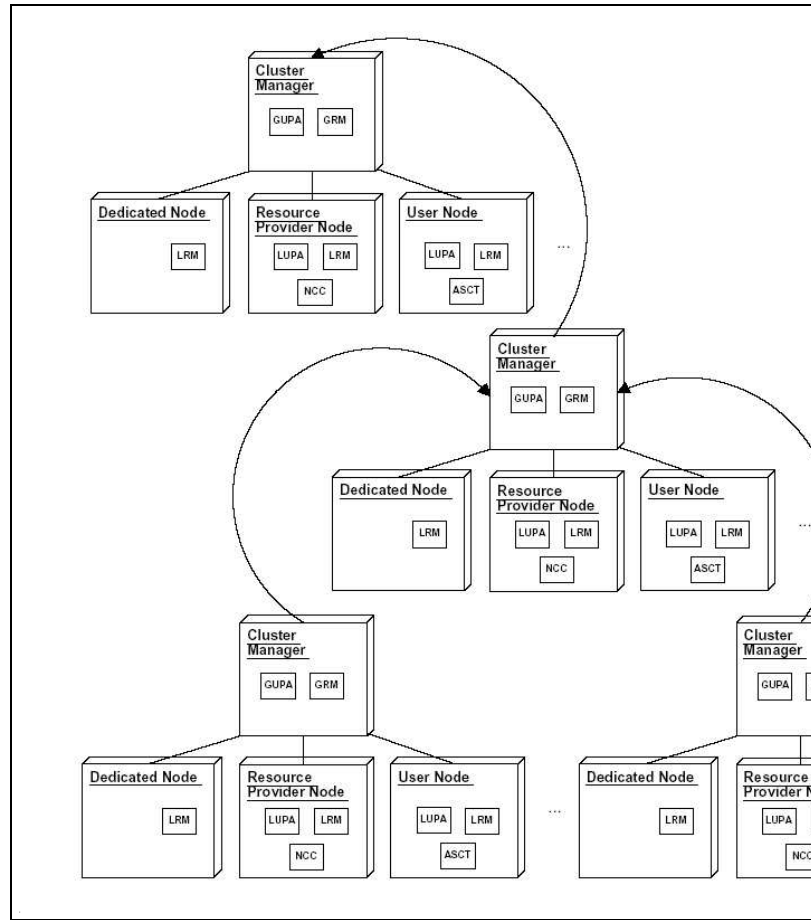 Cluster
Manager
GUPA GRM
Dedicated Node
LRM
Resource
Provider Node
LUPA LRM
NCC
User Node
LUPA LRM
ASCT
...
Cluster
Manager
GUPA GRM
Dedicated Node
LRM
Resource
Provider Node
LUPA LRM
NCC
User Node
LUPA LRM
ASCT
...
Cluster
Manager
GUPA GRM
Dedicated Node
LRM
Resource
Provider Node
LUPA LRM
NCC
User Node
LUPA LRM
ASCT
...
Cluster
Manager
GUPA
Dedicated Node
LRM
Resource
Provider
LUPA